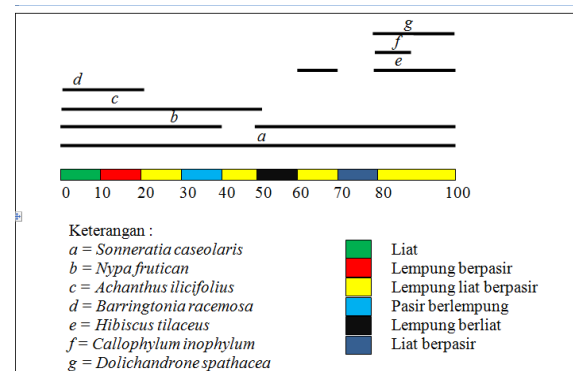 g
f
e
d
c
b
a
0 10 20 30 40 50 60 70 80 100
Keterangan :
a = Sonneratia caseolaris
b = Nypa frutican
c = Achanthus ilicifolius
d = Barringtonia racemosa
e = Hibiscus tilaceus
f = Callophylum inophylum
g = Dolichandrone spathacea
Liat
Lempung berpasir
Lempung liat berpasir
Pasir berlempung
Lempung berliat
Liat berpasir